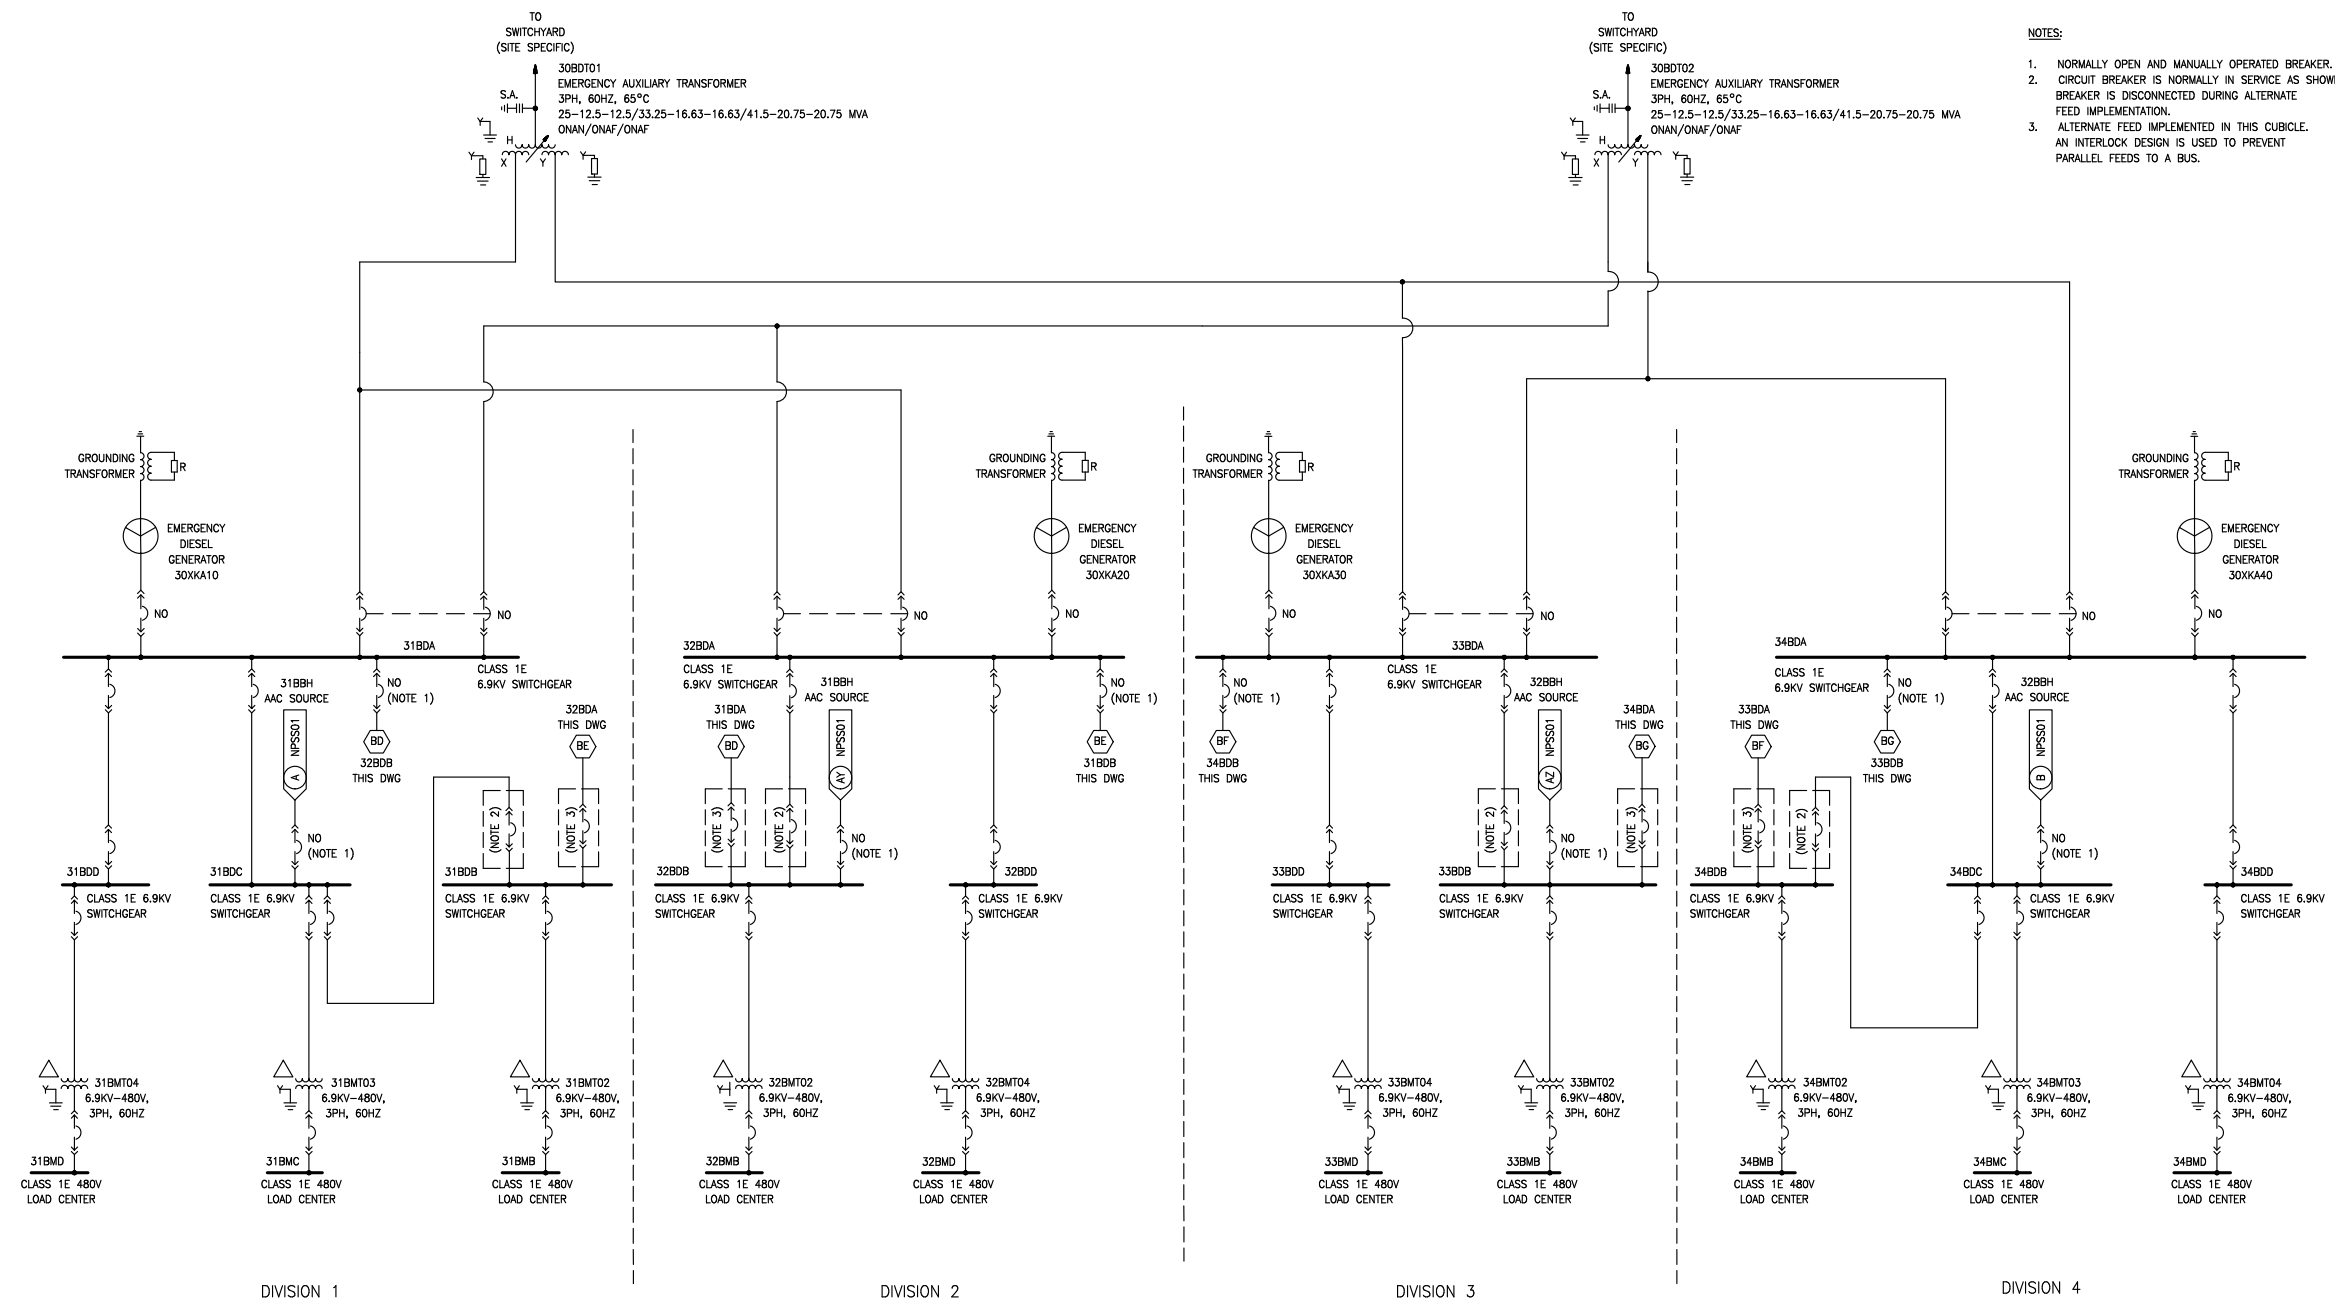 TO
SWITCHYARD
(SITE SPECIFIC)
30BDT01
EMERGENCY AUXILIARY TRANSFORMER
3PH, 60HZ, 65°C
25-12.5-12.5/33.25-16.63-16.63/41.5-20.75-20.75 MVA
ONAN/ONAF/ONAF
S.A.
Y
H
Y
Y
X
Y
TO
SWITCHYARD
(SITE SPECIFIC)
30BDT02
EMERGENCY AUXILIARY TRANSFORMER
3PH, 60HZ, 65°C
25-12.5-12.5/33.25-16.63-16.63/41.5-20.75-20.75 MVA
ONAN/ONAF/ONAF
S.A.
Y
H
Y
Y
X
Y
NOTES:
1. NORMALLY OPEN AND MANUALLY OPERATED BREAKER.
2. CIRCUIT BREAKER IS NORMALLY IN SERVICE AS SHOW
BREAKER IS DISCONNECTED DURING ALTERNATE
FEED IMPLEMENTATION.
3. ALTERNATE FEED IMPLEMENTED IN THIS CUBICLE.
AN INTERLOCK DESIGN IS USED TO PREVENT
PARALLEL FEEDS TO A BUS.
GROUNDING
TRANSFORMER
R
EMERGENCY
DIESEL
GENERATOR
30XKA10
NO
NO
31BDA
CLASS 1E
6.9KV SWITCHGEAR
31BBH
AAC SOURCE
NPSS01
A
NO
(NOTE 1)
NO
(NOTE 1)
BD
32BDB
THIS DWG
32BDA
THIS DWG
BE
(NOTE 2)
(NOTE 3)
31BDD
CLASS 1E 6.9KV
SWITCHGEAR
31BDC
CLASS 1E 6.9KV
SWITCHGEAR
31BDB
CLASS 1E 6.9KV
SWITCHGEAR
Y
31BMT04
6.9KV-480V,
3PH, 60HZ
Y
31BMT03
6.9KV-480V,
3PH, 60HZ
Y
31BMT02
6.9KV-480V,
3PH, 60HZ
31BMD
CLASS 1E 480V
LOAD CENTER
31BMC
CLASS 1E 480V
LOAD CENTER
31BMB
CLASS 1E 480V
LOAD CENTER
DIVISION 1
GROUNDING
TRANSFORMER
R
EMERGENCY
DIESEL
GENERATOR
30XKA20
NO
NO
32BDA
CLASS 1E
6.9KV SWITCHGEAR
31BDA
THIS DWG
BD
31BBH
AAC SOURCE
NPSS01
AY
NO
(NOTE 1)
NO
(NOTE 1)
BE
31BDB
THIS DWG
(NOTE 3)
(NOTE 2)
32BDB
CLASS 1E 6.9KV
SWITCHGEAR
32BDD
CLASS 1E 6.9KV
SWITCHGEAR
Y
32BMT02
6.9KV-480V,
3PH, 60HZ
Y
32BMT04
6.9KV-480V,
3PH, 60HZ
32BMB
CLASS 1E 480V
LOAD CENTER
32BMD
CLASS 1E 480V
LOAD CENTER
DIVISION 2
GROUNDING
TRANSFORMER
R
EMERGENCY
DIESEL
GENERATOR
30XKA30
NO
NO
33BDA
CLASS 1E
6.9KV SWITCHGEAR
NO
(NOTE 1)
BF
34BDB
THIS DWG
32BBH
AAC SOURCE
NPSS01
AZ
NO
(NOTE 1)
34BDA
THIS DWG
BG
(NOTE 2)
(NOTE 3)
33BDD
CLASS 1E 6.9KV
SWITCHGEAR
33BDB
CLASS 1E 6.9KV
SWITCHGEAR
Y
33BMT04
6.9KV-480V,
3PH, 60HZ
Y
33BMT02
6.9KV-480V,
3PH, 60HZ
33BMD
CLASS 1E 480V
LOAD CENTER
33BMB
CLASS 1E 480V
LOAD CENTER
DIVISION 3
GROUNDING
TRANSFORMER
R
EMERGENCY
DIESEL
GENERATOR
30XKA40
NO
NO
34BDA
CLASS 1E
6.9KV SWITCHGEAR
33BDA
THIS DWG
BF
NO
(NOTE 1)
BG
33BDB
THIS DWG
32BBH
AAC SOURCE
NPSS01
B
NO
(NOTE 1)
(NOTE 3)
(NOTE 2)
34BDB
CLASS 1E 6.9KV
SWITCHGEAR
34BDC
CLASS 1E 6.9KV
SWITCHGEAR
34BDD
CLASS 1E 6.9KV
SWITCHGEAR
Y
34BMT02
6.9KV-480V,
3PH, 60HZ
Y
34BMT03
6.9KV-480V,
3PH, 60HZ
Y
34BMT04
6.9KV-480V,
3PH, 60HZ
34BMB
CLASS 1E 480V
LOAD CENTER
34BMC
CLASS 1E 480V
LOAD CENTER
34BMD
CLASS 1E 480V
LOAD CENTER
DIVISION 4